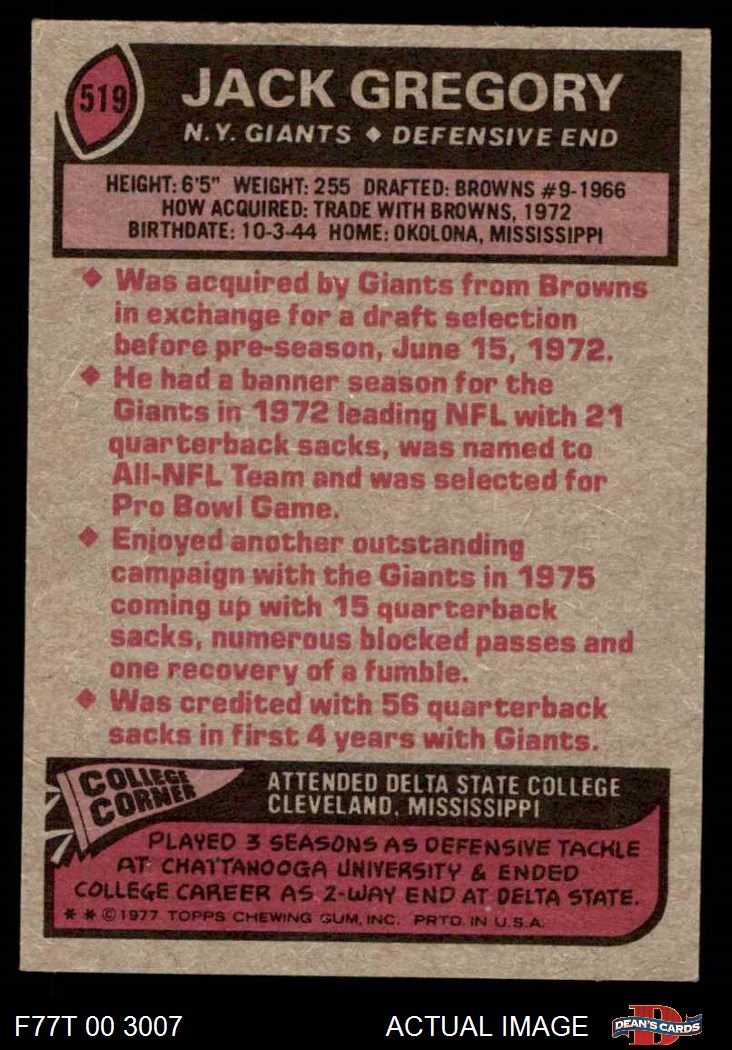 519
JACK GREGORY
N.Y. GIANTS ♦ DEFENSIVE END
HEIGHT: 6'5" WEIGHT: 255 DRAFTED: BROWNS #9-1966
HOW ACQUIRED: TRADE WITH BROWNS, 1972
BIRTHDATE: 10-3-44 HOME: OKOLONA, MISSISSIPPI
♦ Was acquired by Giants from Browns
in exchange for a draft selection
before pre-season, June 15, 1972.
♦ He had a banner season for the
Giants in 1972 leading NFL with 21
quarterback sacks, was named to
All-NFL Team and was selected for
Pro Bowl Game.
♦ Enjoyed another outstanding
campaign with the Giants in 1975
coming up with 15 quarterback
sacks, numerous blocked passes and
one recovery of a fumble.
♦ Was credited with 56 quarterback
sacks in first 4 years with Giants.
COLLEGE
CORNER
ATTENDED DELTA STATE COLLEGE
CLEVELAND, MISSISSIPPI
PLAYED 3 SEASONS AS DEFENSIVE TACKLE
AT CHATTANOOGA UNIVERSITY & ENDED
COLLEGE CAREER AS 2-WAY END AT DELTA STATE.
* * © 1977 TOPPS CHEWING GUM, INC. PRTD. IN U.S.A.
F77T 00 3007
ACTUAL IMAGE
D
DEAN'S CARDS